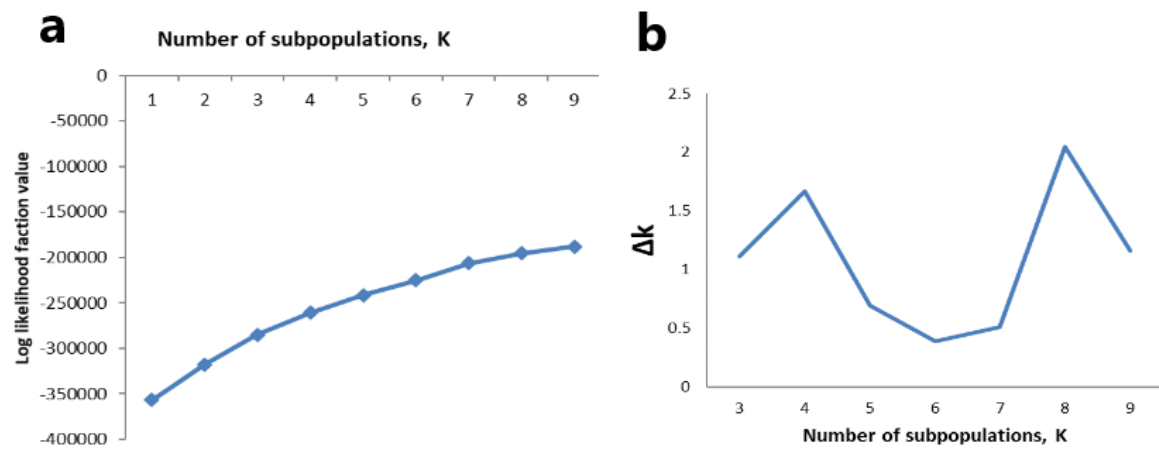 a
Number of subpopulations, K
0
1 2 3 4 5 6 7 8 9
-50000
-100000
-150000
-200000
-250000
-300000
-350000
-400000
Log likelihood faction value
b
2.5
2
1.5
1
0.5
0
Δk
3 4 5 6 7 8 9
Number of subpopulations, K